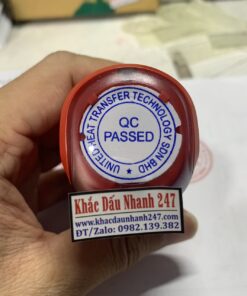 UNITED HEAT TRANSFER TECHNOLOGY SDN BHD
QC
PASSED
★
Khắc Dấu Nhanh 247
www.khacdaunhanh247.com
ĐT/Zalo: 0982.139.382